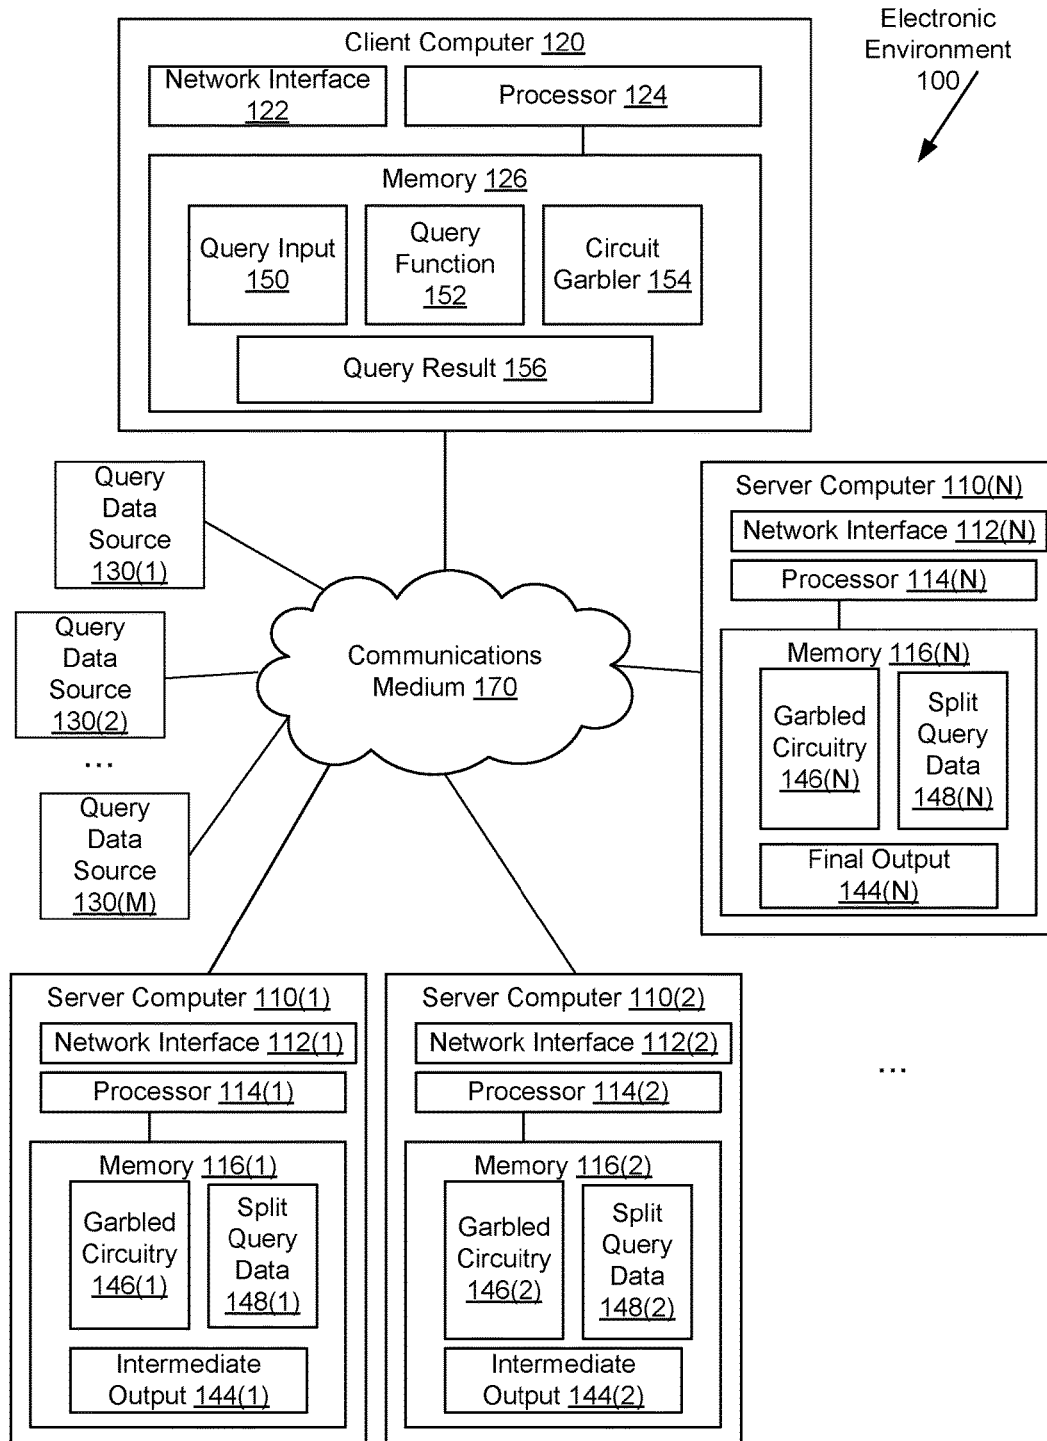 Electronic
Environment
100
Client Computer 120
Network Interface
122
Processor 124
Memory 126
Query Input
150
Query
Function
152
Circuit
Garbler 154
Query Result 156
Query
Data
Source
130(1)
Query
Data
Source
130(2)
...
Query
Data
Source
130(M)
Communications
Medium 170
Server Computer 110(N)
Network Interface 112(N)
Processor 114(N)
Memory 116(N)
Garbled
Circuitry
146(N)
Split
Query
Data
148(N)
Final Output
144(N)
Server Computer 110(1)
Network Interface 112(1)
Processor 114(1)
Memory 116(1)
Garbled
Circuitry
146(1)
Split
Query
Data
148(1)
Intermediate
Output 144(1)
Server Computer 110(2)
Network Interface 112(2)
Processor 114(2)
Memory 116(2)
Garbled
Circuitry
146(2)
Split
Query
Data
148(2)
Intermediate
Output 144(2)
...